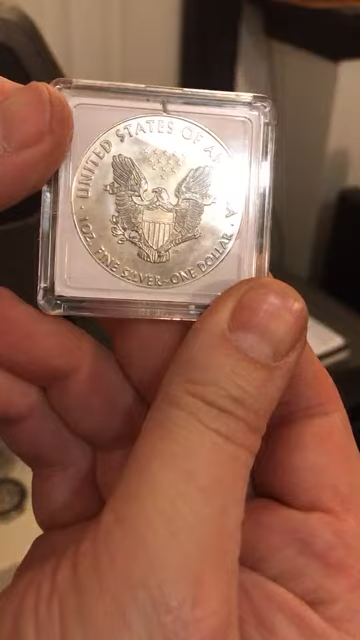 UNITED STATES OF A
A
1 OZ. FINE SILVER~ONE DOLLAR